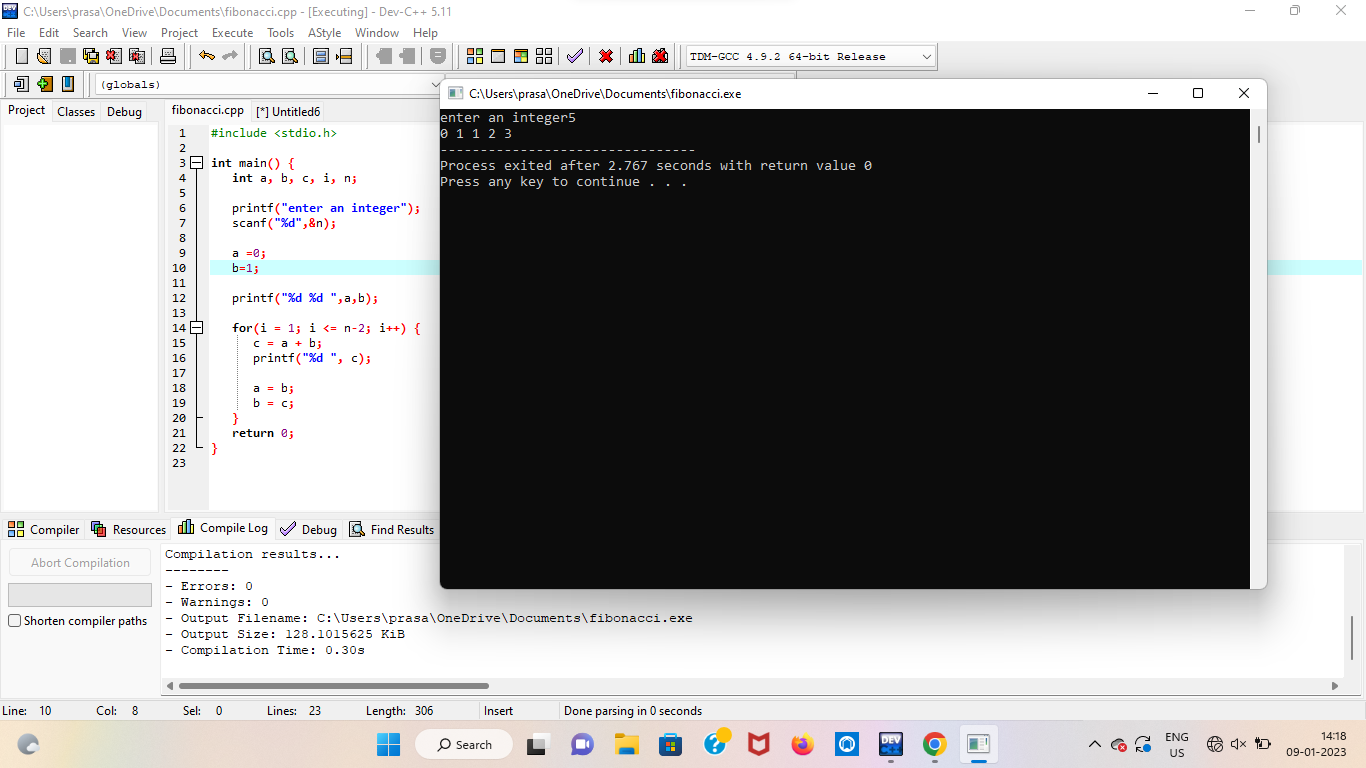 C:\Users\prasa\OneDrive\Documents\fibonacci.cpp - [Executing] - Dev-C++ 5.11
File Edit Search View Project Execute Tools AStyle Window Help
TDM-GCC 4.9.2 64-bit Release
(globals)
Project Classes Debug
fibonacci.cpp [*] Untitled6
1 #include <stdio.h>
2
3 int main() {
4 int a, b, c, i, n;
5
6 printf("enter an integer");
7 scanf("%d",&n);
8
9 a =0;
10 b=1;
11
12 printf("%d %d ",a,b);
13
14 for(i = 1; i <= n-2; i++) {
15 c = a + b;
16 printf("%d ", c);
17
18 a = b;
19 b = c;
20 }
21 return 0;
22 }
23
C:\Users\prasa\OneDrive\Documents\fibonacci.exe
enter an integer5
0 1 1 2 3
--------------------------------
Process exited after 2.767 seconds with return value 0
Press any key to continue . . .
Compiler Resources Compile Log Debug Find Results
Abort Compilation
Shorten compiler paths
Compilation results...
--------
- Errors: 0
- Warnings: 0
- Output Filename: C:\Users\prasa\OneDrive\Documents\fibonacci.exe
- Output Size: 128.1015625 KiB
- Compilation Time: 0.30s
Line: 10 Col: 8 Sel: 0 Lines: 23 Length: 306 Insert Done parsing in 0 seconds
Search
DEV
ENG
US
14:18
09-01-2023